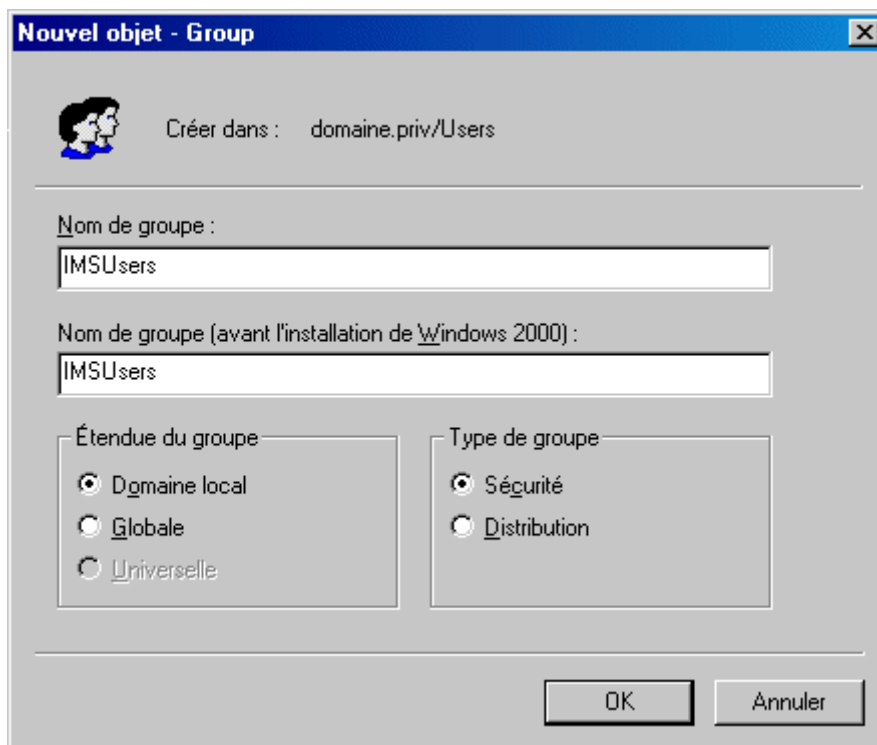 Nouvel objet - Group
Créer dans : domaine.priv/Users
Nom de groupe :
IMSUsers
Nom de groupe (avant l'installation de Windows 2000) :
IMSUsers
Étendue du groupe
Domaine local
Globale
Universelle
Type de groupe
Sécurité
Distribution
OK
Annuler